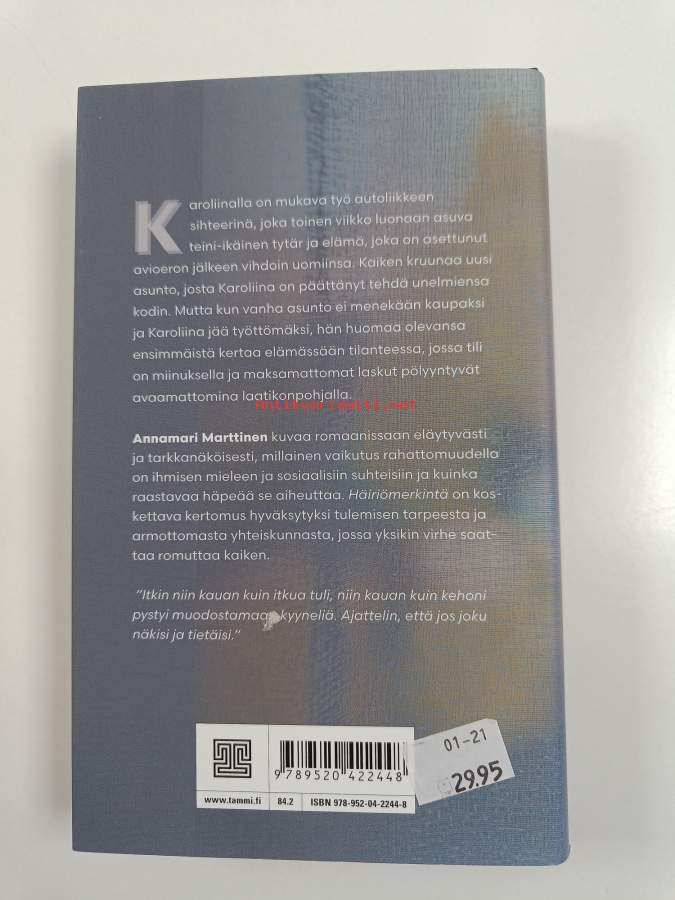 Karoliinalla on mukava työ autoliikkeen
sihteerinä, joka toinen viikko luonaan asuva
teini-ikäinen tytär ja elämä, joka on asettunut
avioeron jälkeen vihdoin uomiinsa. Kaiken kruunaa uusi
asunto, josta Karoliina on päättänyt tehdä unelmiensa
kodin. Mutta kun vanha asunto ei menekään kaupaksi
ja Karoliina jää työttömäksi, hän huomaa olevansa
ensimmäistä kertaa elämässään tilanteessa, jossa tili
on miinuksella ja maksamattomat laskut pölyyntyvät
avaamattomina laatikonpohjalla.
Antikvariaatti.net
Annamari Marttinen kuvaa romaanissaan eläytyvästi
ja tarkkanäköisesti, millainen vaikutus rahattomuudella
on ihmisen mieleen ja sosiaalisiin suhteisiin ja kuinka
raastavaa häpeää se aiheuttaa. Häiriömerkintä on kos-
kettava kertomus hyväksytyksi tulemisen tarpeesta ja
armottomasta yhteiskunnasta, jossa yksikin virhe saat-
taa romuttaa kaiken.
"Itkin niin kauan kuin itkua tuli, niin kauan kuin kehoni
pystyi muodostamaan kyyneliä. Ajattelin, että jos joku
näkisi ja tietäisi."
9 789520 422448
www.tammi.fi 84.2 ISBN 978-952-04-2244-8
01-21
29.95